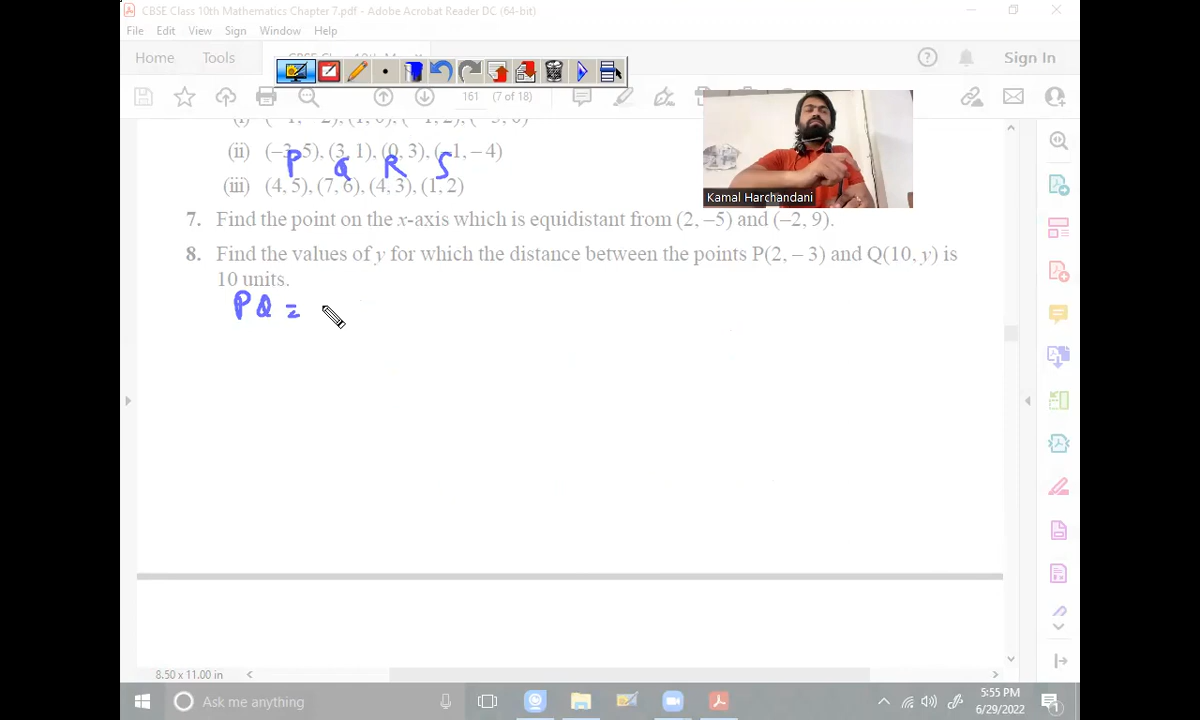 CBSE Class 10th Mathematics Chapter 7.pdf - Adobe Acrobat Reader DC (64-bit)
File Edit View Sign Window Help
Home Tools
Sign In
161 (7 of 18)
(ii) (−3, 5), (3, 1), (0, 3), (−1, − 4)
P Q R S
(iii) (4, 5), (7, 6), (4, 3), (1, 2)
Kamal Harchandani
7. Find the point on the x-axis which is equidistant from (2, –5) and (–2, 9).
8. Find the values of y for which the distance between the points P(2, – 3) and Q(10, y) is
10 units.
PQ =
8.50 x 11.00 in
Ask me anything
5:55 PM
6/29/2022
1